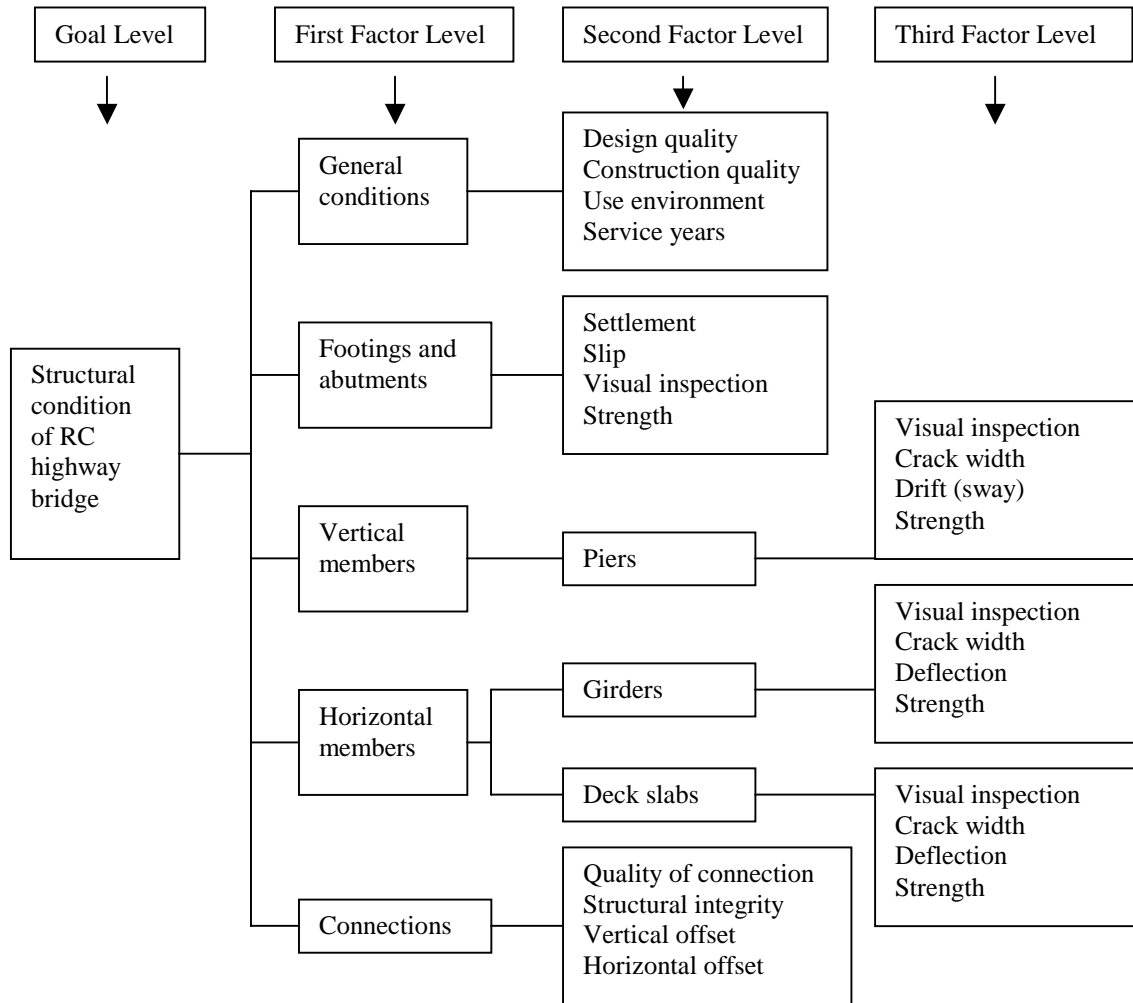 Goal Level
First Factor Level
Second Factor Level
Third Factor Level
General
conditions
Design quality
Construction quality
Use environment
Service years
Structural
condition
of RC
highway
bridge
Footings and
abutments
Settlement
Slip
Visual inspection
Strength
Vertical
members
Piers
Visual inspection
Crack width
Drift (sway)
Strength
Horizontal
members
Girders
Visual inspection
Crack width
Deflection
Strength
Deck slabs
Visual inspection
Crack width
Deflection
Strength
Connections
Quality of connection
Structural integrity
Vertical offset
Horizontal offset